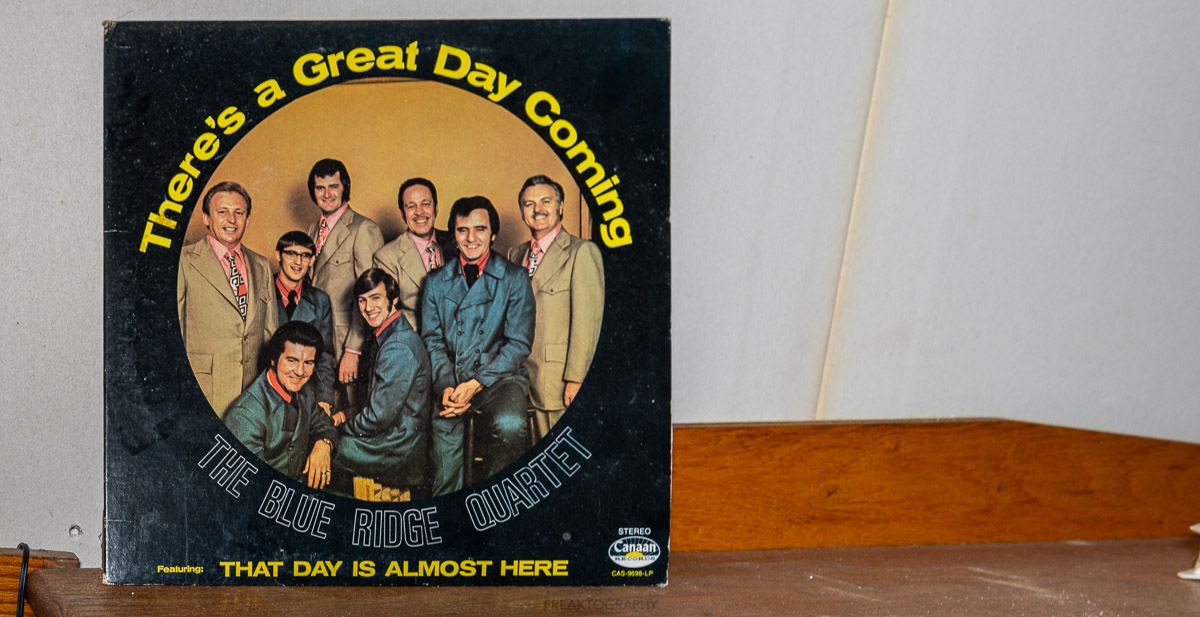 There's a Great Day Coming
THE BLUE RIDGE QUARTET
STEREO
Canaan
RECORDS
CAS-9698-LP
Featuring: THAT DAY IS ALMOST HERE
FREAKTOGRAPHY